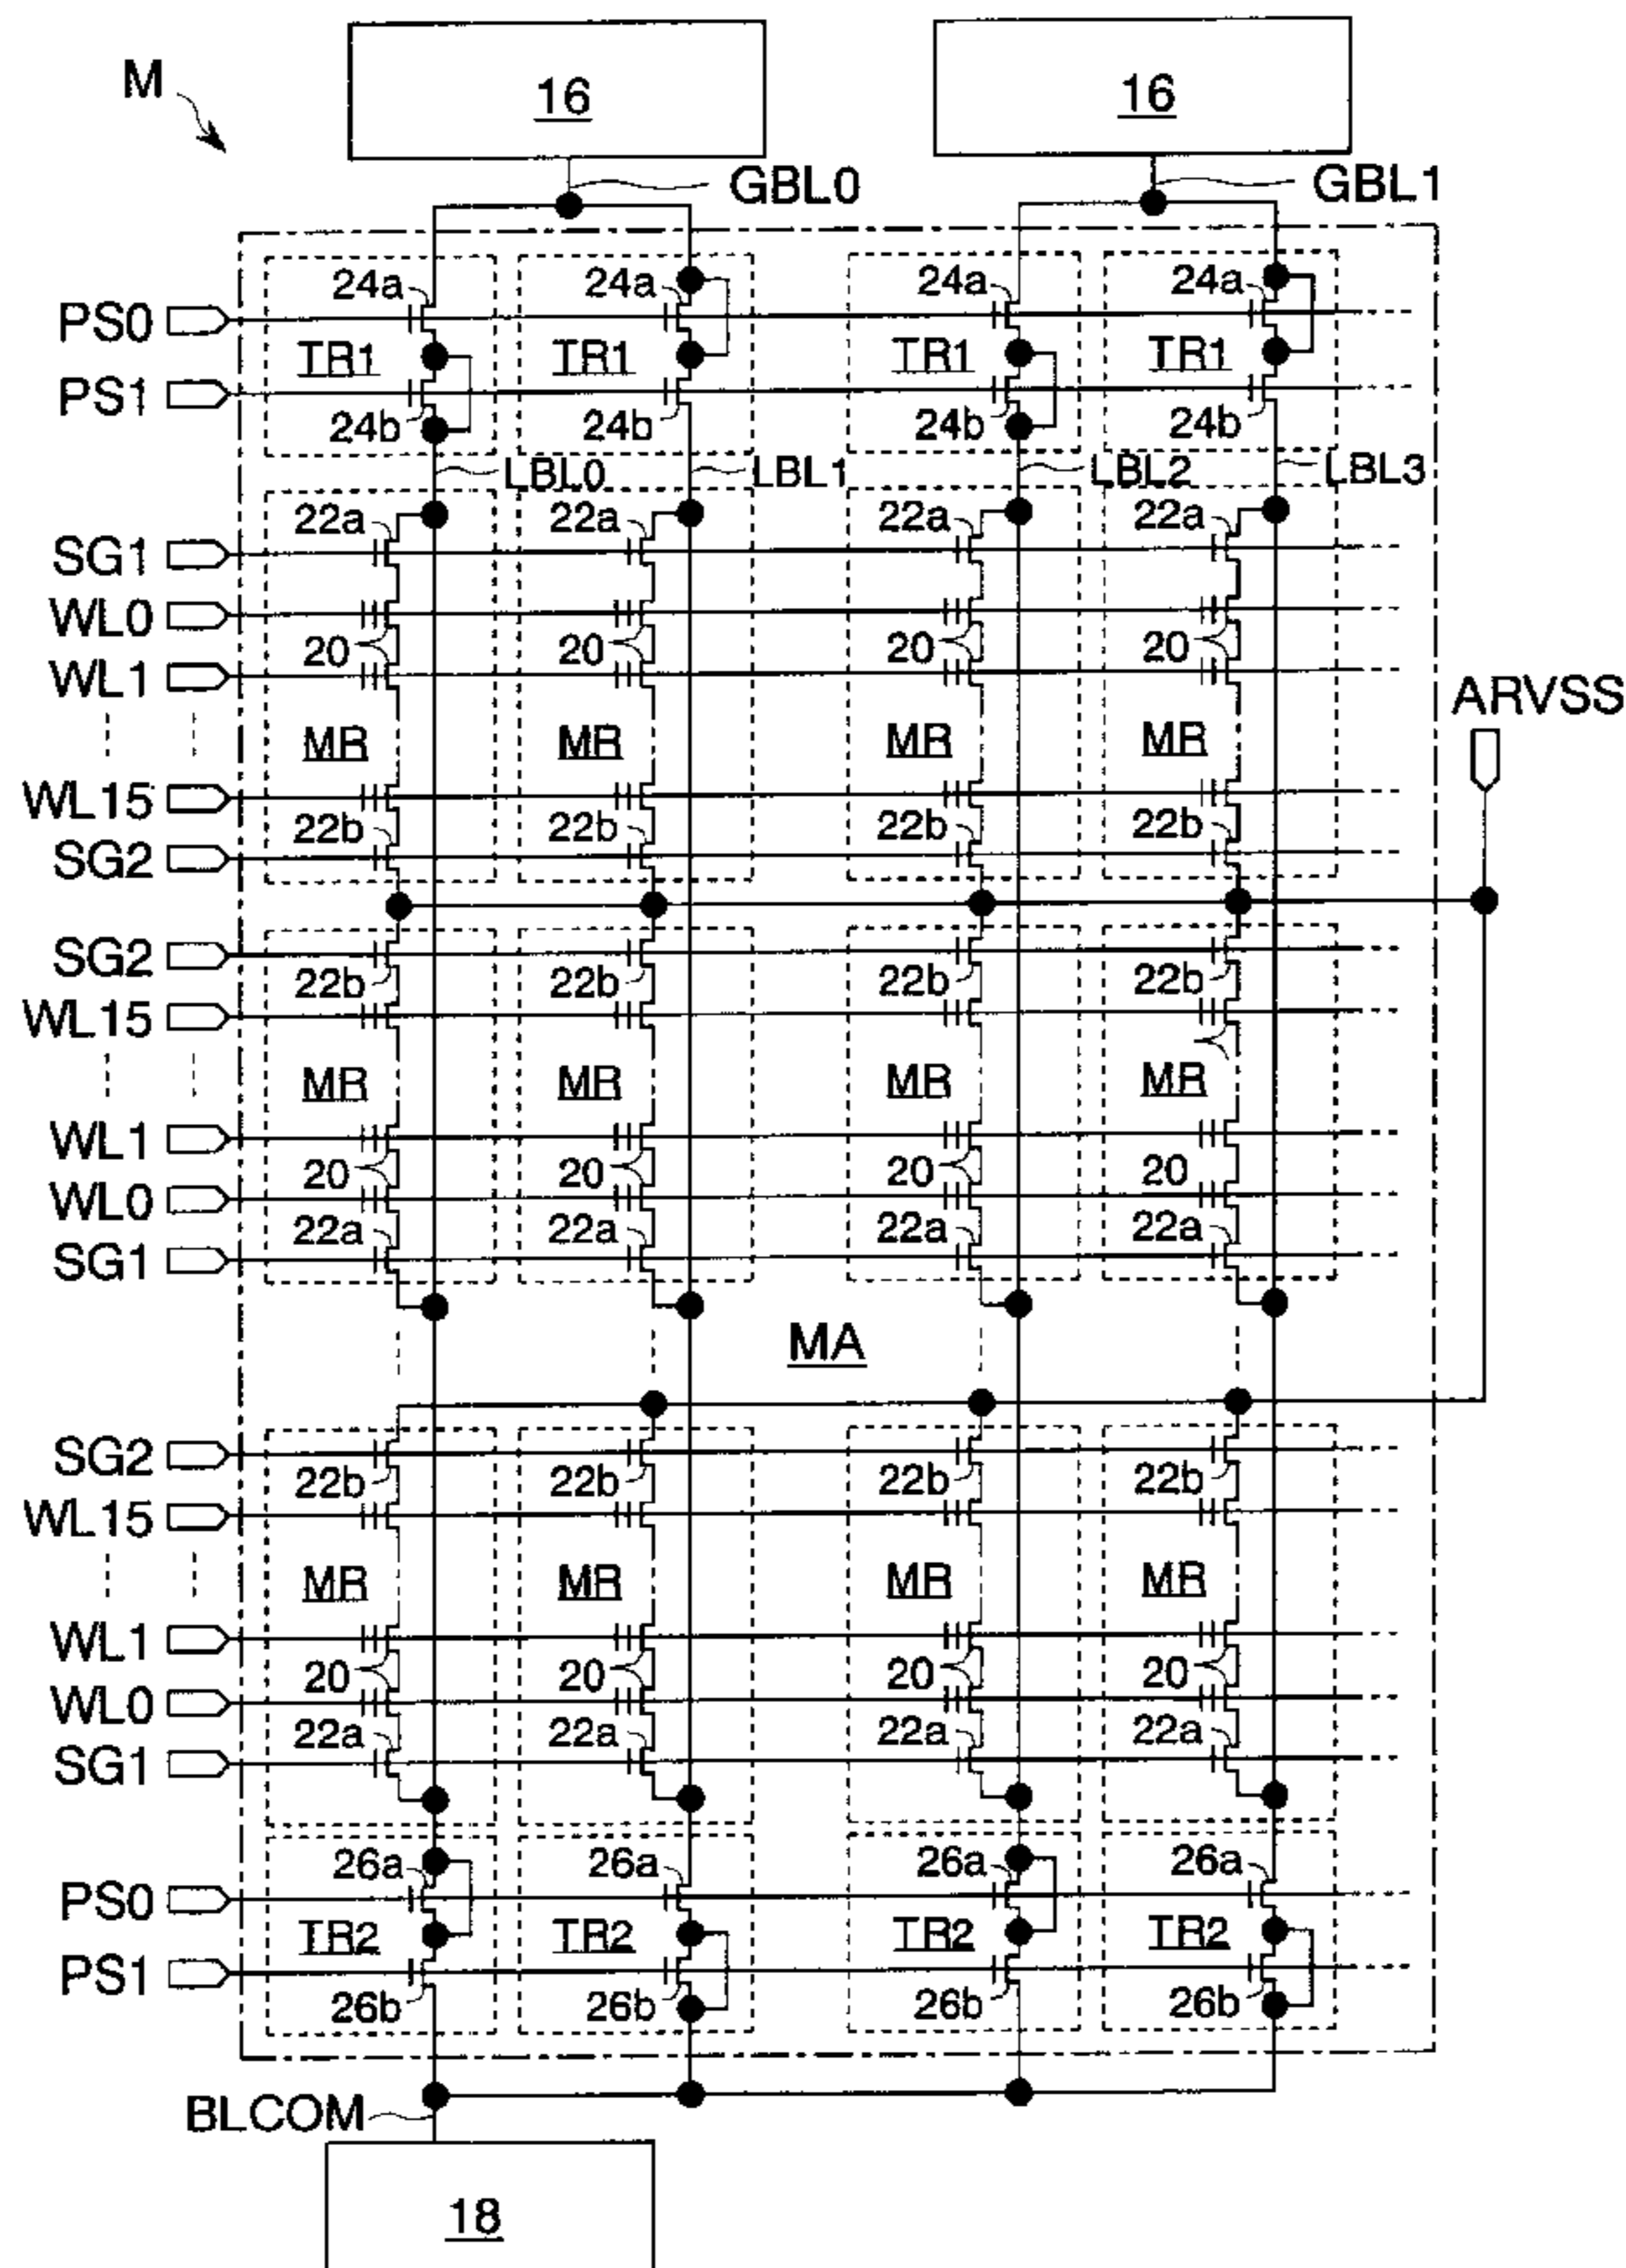 M
16 16
GBL0 GBL1
24a 24a 24a 24a
PS0
TR1 TR1 TR1 TR1
PS1
24b 24b 24b 24b
LBL0 LBL1 LBL2 LBL3
22a 22a 22a 22a
SG1
WL0
20 20 20 20
WL1
ARVSS
MR MR MR MR
WL15
22b 22b 22b 22b
SG2
SG2
22b 22b 22b 22b
WL15
MR MR MR MR
WL1
20 20 20 20
WL0
22a 22a 22a 22a
SG1
MA
SG2
22b 22b 22b 22b
WL15
MR MR MR MR
WL1
20 20 20 20
WL0
22a 22a 22a 22a
SG1
26a 26a 26a 26a
PS0
TR2 TR2 TR2 TR2
PS1
26b 26b 26b 26b
BLCOM
18